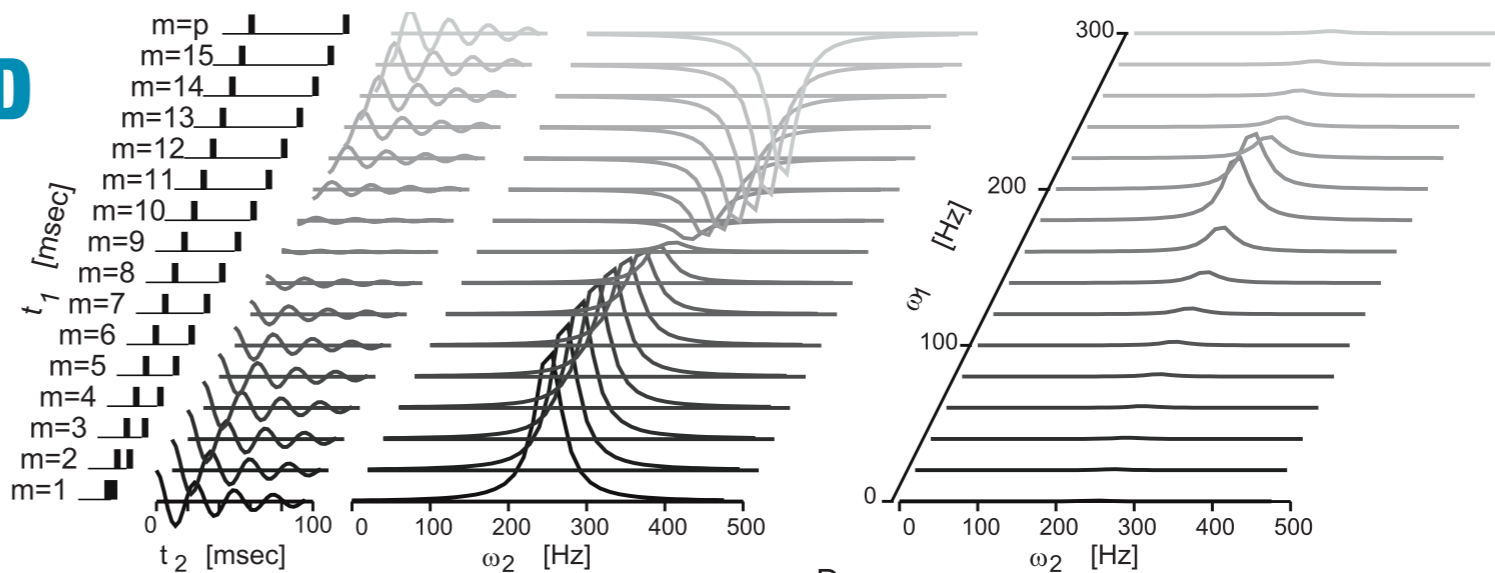 D
m=p
m=15
m=14
m=13
m=12
m=11
m=10
m=9
m=8
m=7
m=6
m=5
m=4
m=3
m=2
m=1
t1 [msec]
0 100
t2 [msec]
0 100 200 300 400 500
ω2 [Hz]
300
200
100
0
ω1 [Hz]
0 100 200 300 400 500
ω2 [Hz]